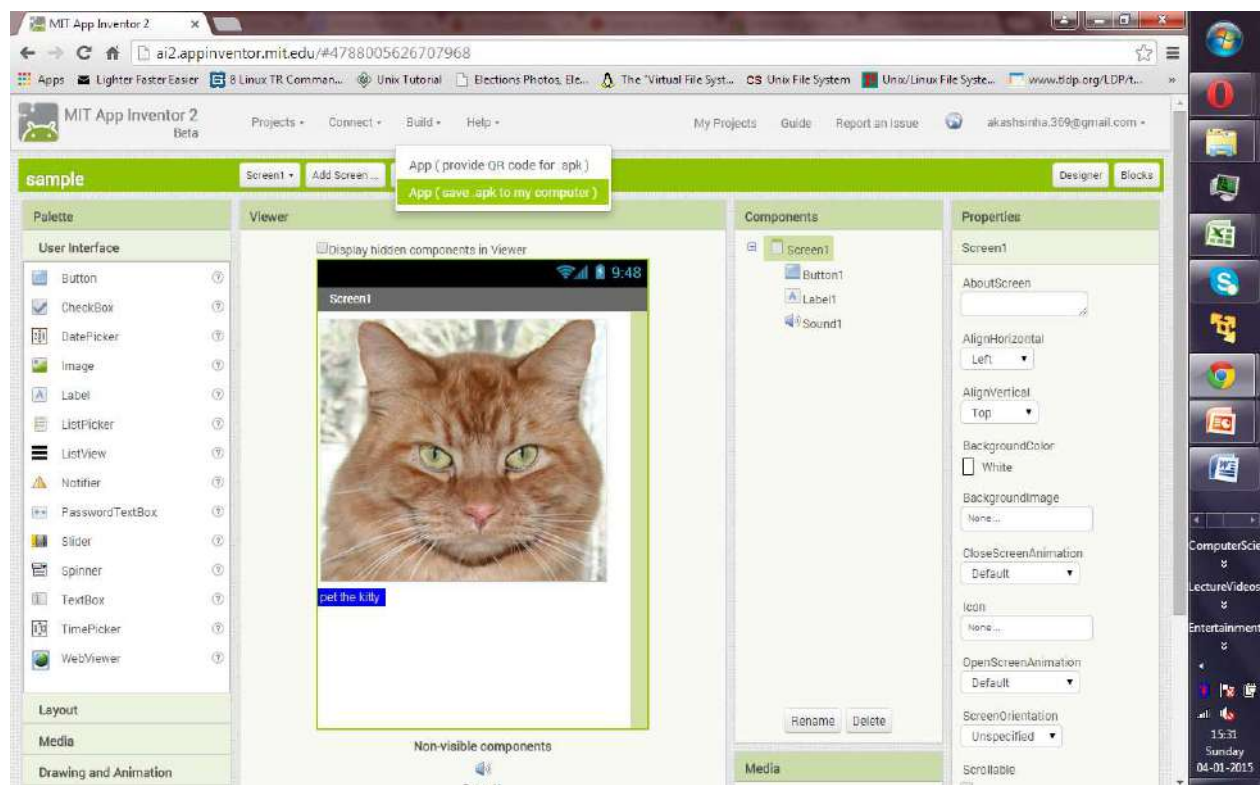 MIT App Inventor 2
ai2.appinventor.mit.edu/#4788005626707968
Apps Lighter Faster Easier 8 Linux TR Comman... Unix Tutorial Elections Photos, Ele... The "Virtual File Syst... CS Unix File System Unix/Linux File Syste... www.tldp.org/LDP/t... »
MIT App Inventor 2
Beta
Projects Connect Build Help My Projects Guide Report an Issue akashsinha.369@gmail.com
App ( provide QR code for .apk )
App ( save .apk to my computer )
sample Screen1 Add Screen ... Designer Blocks
Palette
User Interface
Button
CheckBox
DatePicker
Image
Label
ListPicker
ListView
Notifier
PasswordTextBox
Slider
Spinner
TextBox
TimePicker
WebViewer
Layout
Media
Drawing and Animation
Viewer
Display hidden components in Viewer
9:48
Screen1
pet the kitty
Non-visible components
Components
Screen1
Button1
Label1
Sound1
Rename Delete
Media
Properties
Screen1
AboutScreen
AlignHorizontal
Left
AlignVertical
Top
BackgroundColor
White
BackgroundImage
None...
CloseScreenAnimation
Default
Icon
None...
OpenScreenAnimation
Default
ScreenOrientation
Unspecified
Scrollable
ComputerScie
LectureVideos
Entertainment
15:31
Sunday
04-01-2015